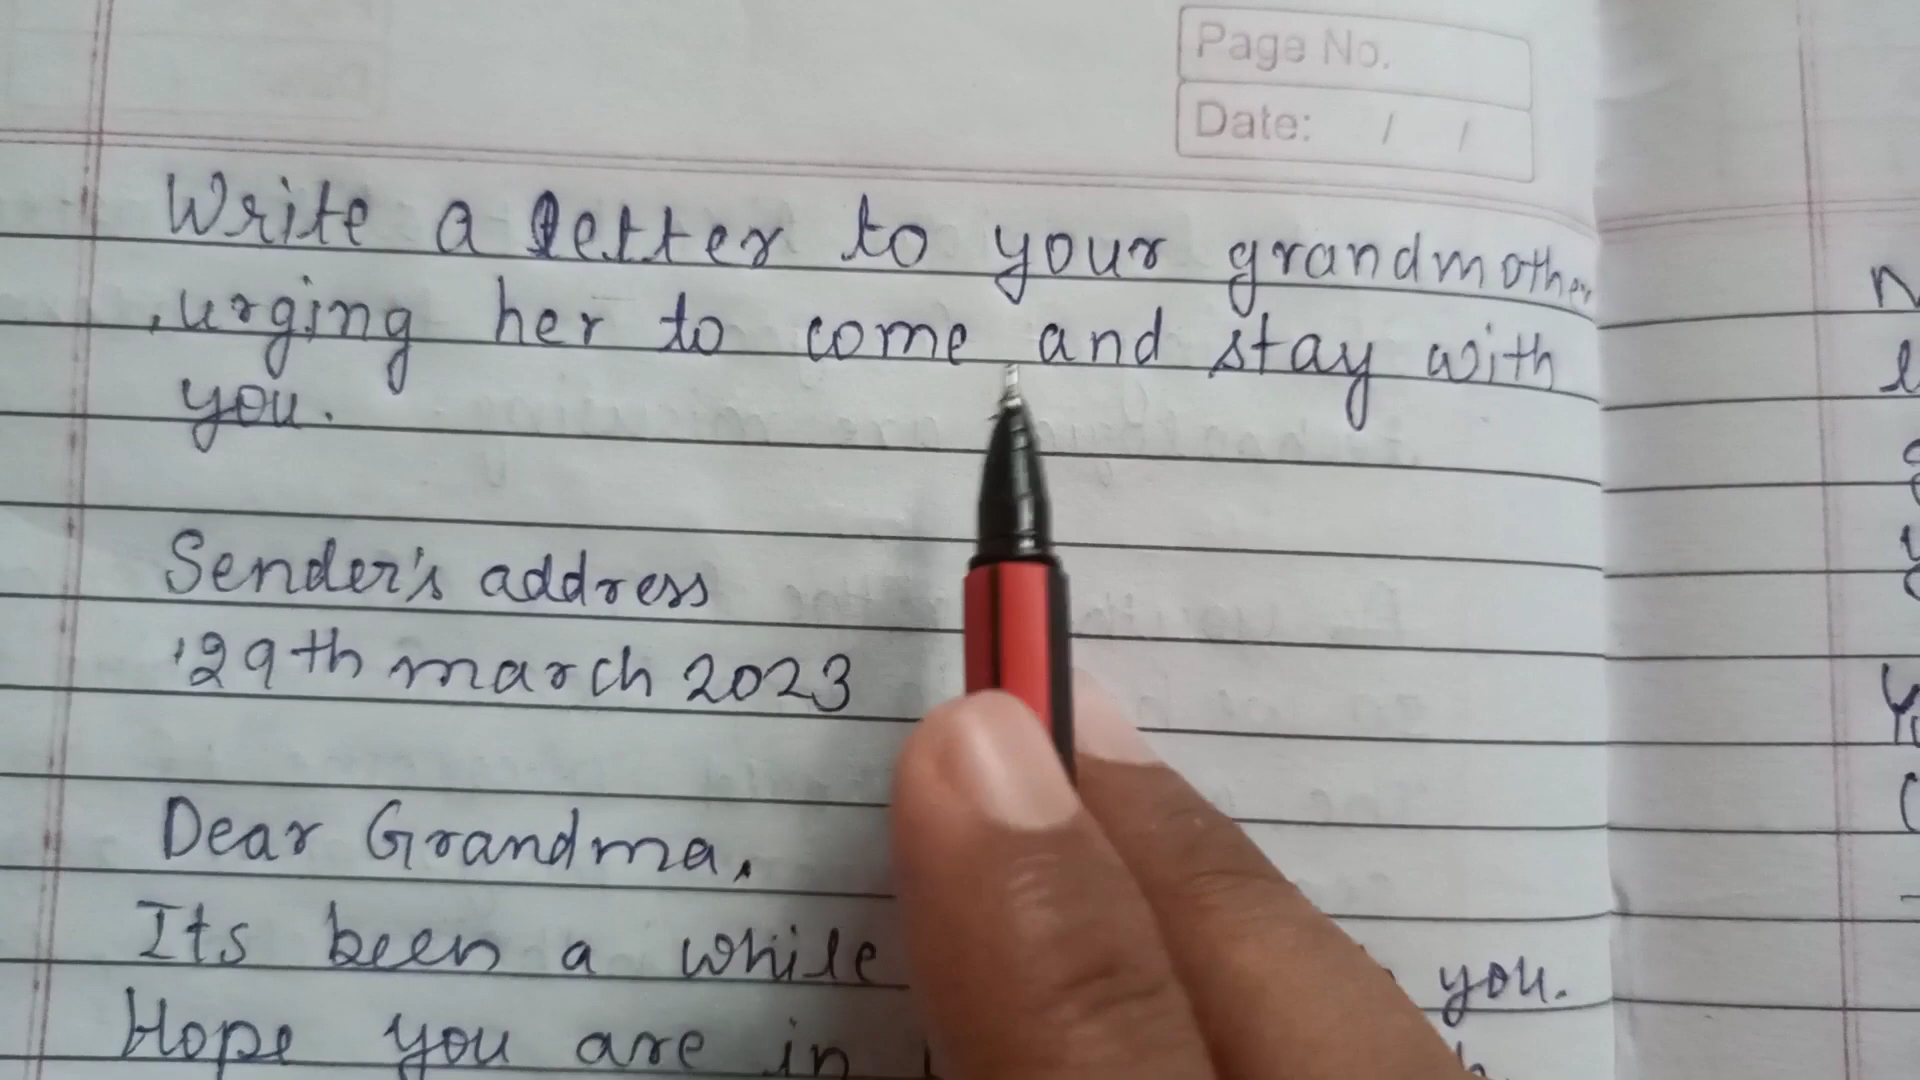 Page No.
Date: / /
Write a letter to your grandmother
urging her to come and stay with
you.
Sender's address
29th march 2023
Dear Grandma,
Its been a while you.
Hope you are in